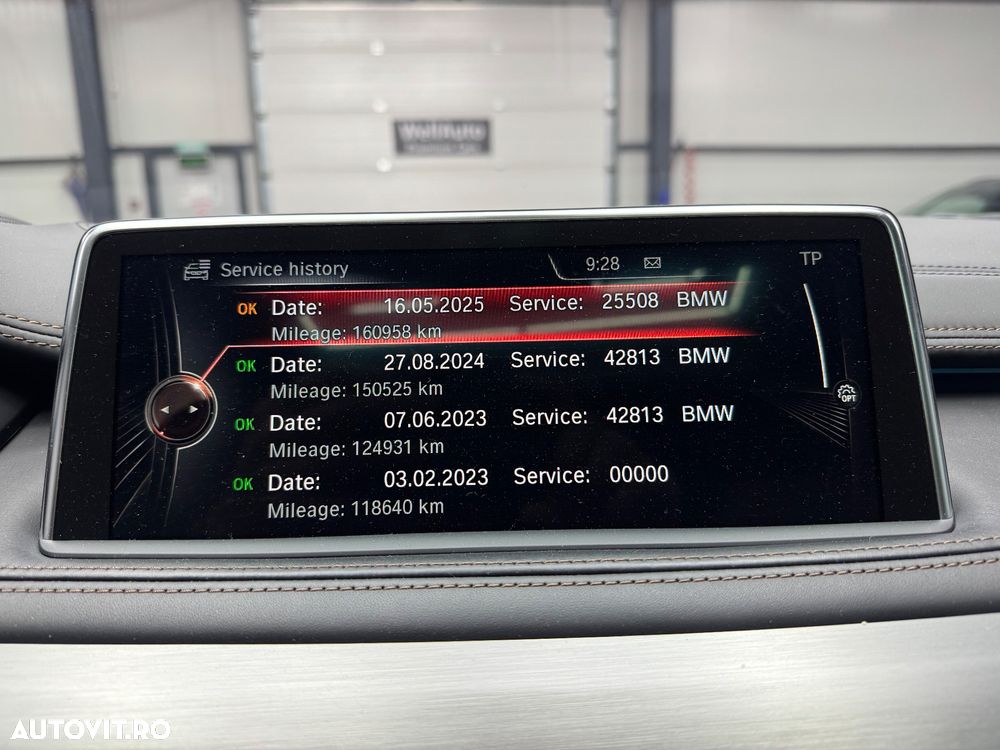 WallAuto
Service history
9:28
TP
OK Date: 16.05.2025 Service: 25508 BMW
Mileage: 160958 km
OK Date: 27.08.2024 Service: 42813 BMW
Mileage: 150525 km
OPT
OK Date: 07.06.2023 Service: 42813 BMW
Mileage: 124931 km
OK Date: 03.02.2023 Service: 00000
Mileage: 118640 km
AUTOVIT.RO